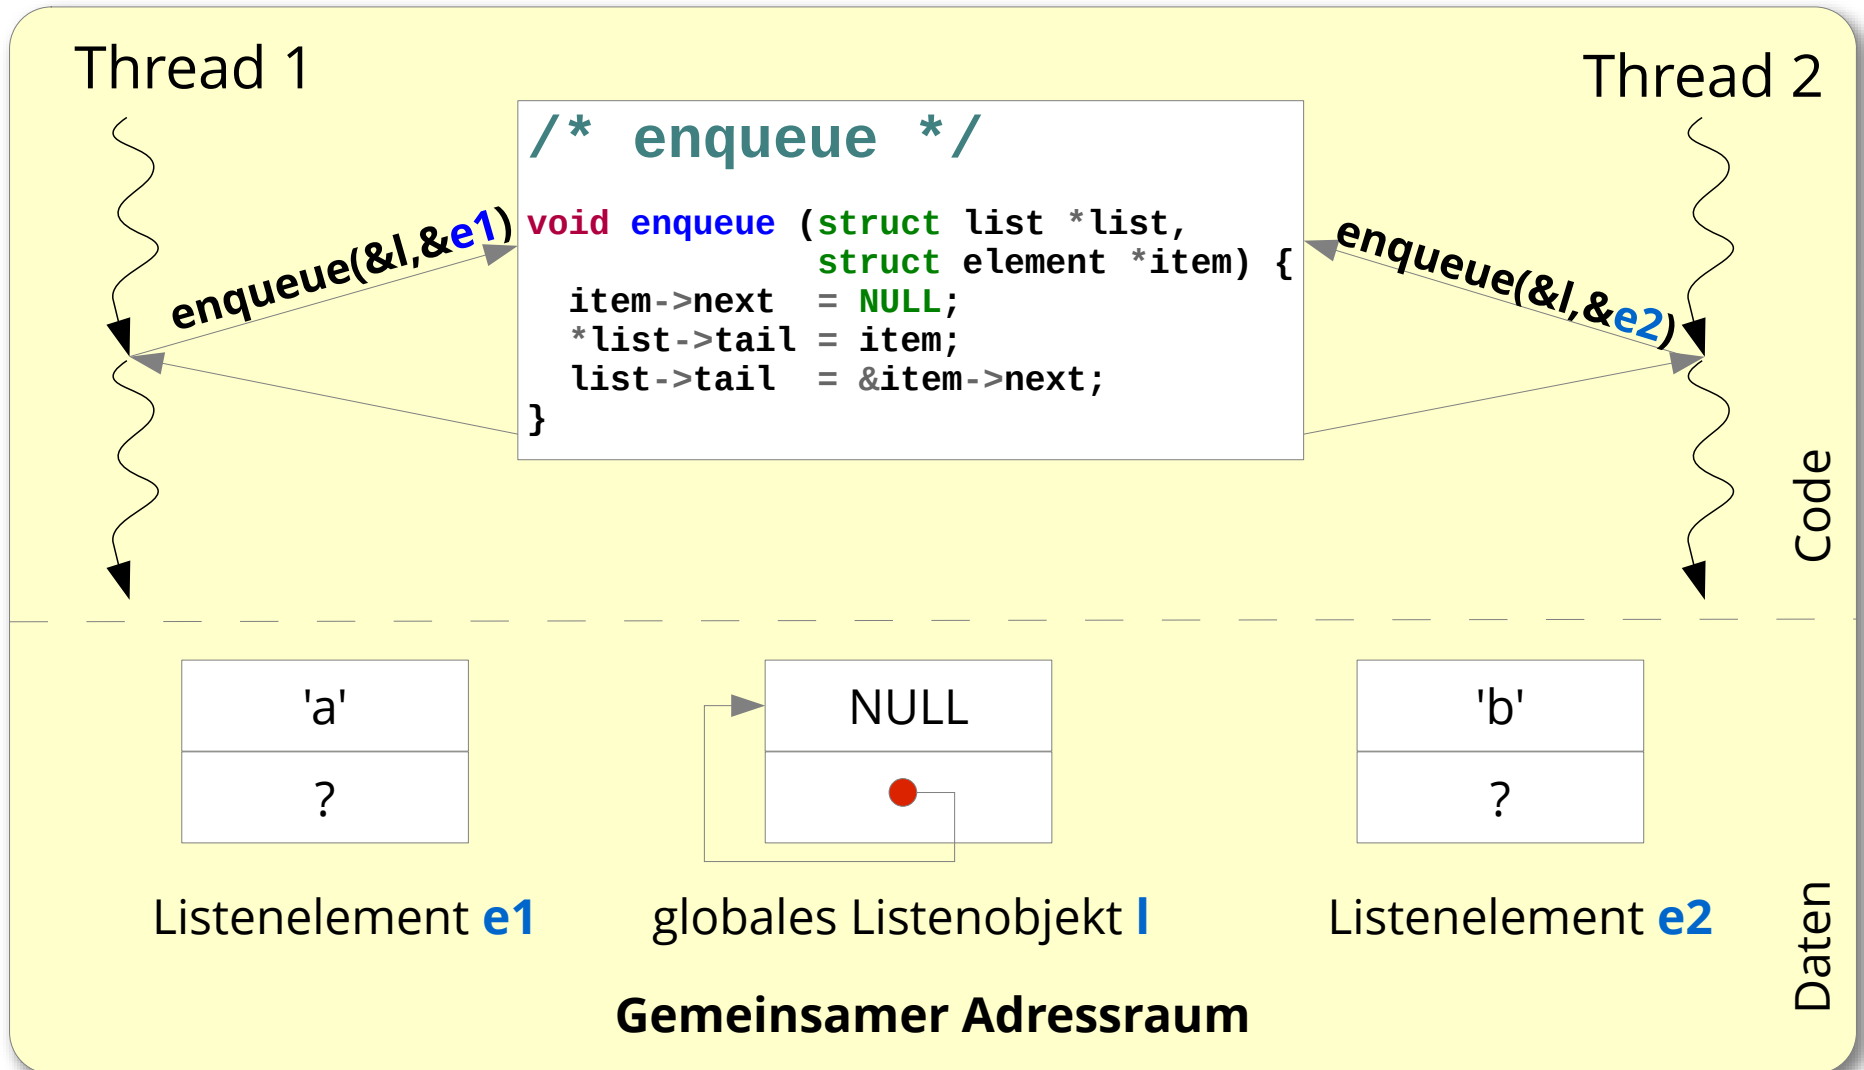 Thread 1
Thread 2
/* enqueue */
enqueue(&l,&e1)
void enqueue (struct list *list,
              struct element *item) {
  item->next  = NULL;
  *list->tail = item;
  list->tail  = &item->next;
}
enqueue(&l,&e2)
Code
'a'
?
NULL
'b'
?
Listenelement e1
globales Listenobjekt l
Listenelement e2
Daten
Gemeinsamer Adressraum